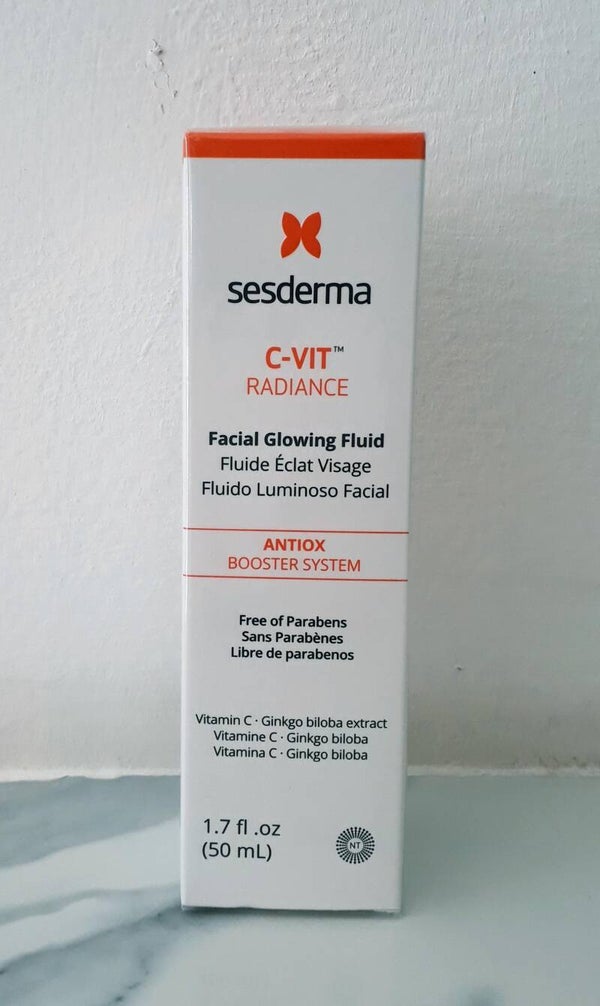 sesderma
C-VIT™
RADIANCE
Facial Glowing Fluid
Fluide Éclat Visage
Fluido Luminoso Facial
ANTIOX
BOOSTER SYSTEM
Free of Parabens
Sans Parabènes
Libre de parabenos
Vitamin C · Ginkgo biloba extract
Vitamine C · Ginkgo biloba
Vitamina C · Ginkgo biloba
1.7 fl .oz
(50 mL)
NT